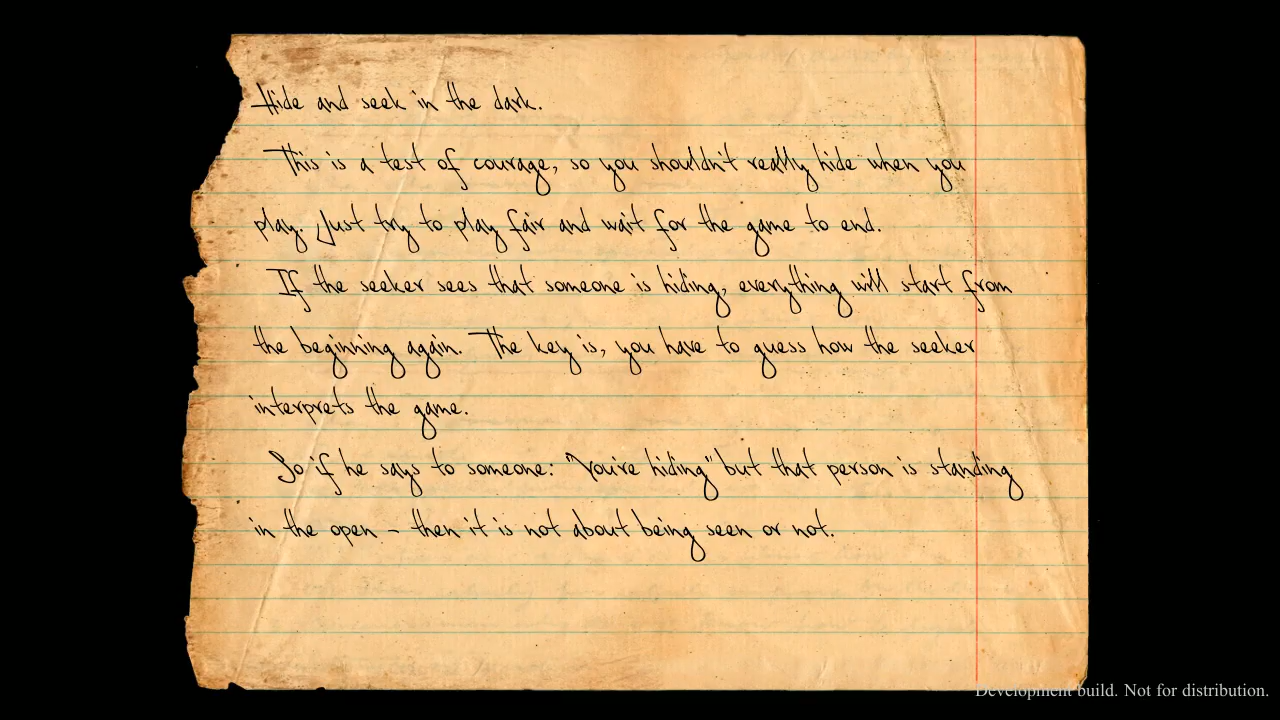 Hide and seek in the dark.
This is a test of courage, so you shouldn't really hide when you
play. Just try to play fair and wait for the game to end.
If the seeker sees that someone is hiding, everything will start from
the beginning again. The key is, you have to guess how the seeker
interprets the game.
So if he says to someone: "You're hiding" but that person is standing
in the open - then it is not about being seen or not.
Development build. Not for distribution.